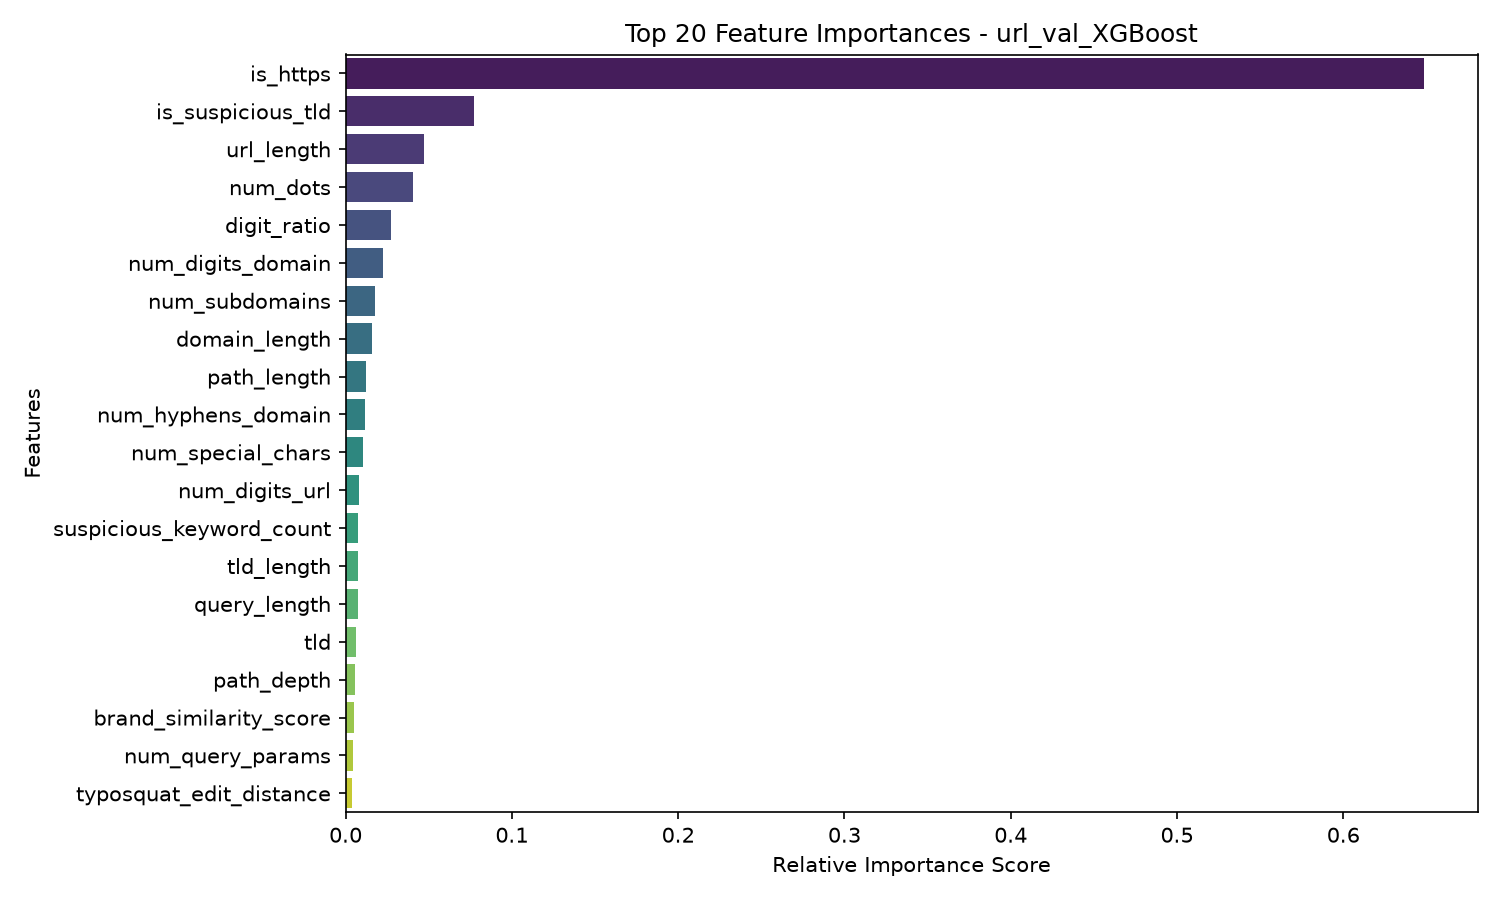 Top 20 Feature Importances - url_val_XGBoost
is_https
is_suspicious_tld
url_length
num_dots
digit_ratio
num_digits_domain
num_subdomains
domain_length
path_length
num_hyphens_domain
num_special_chars
num_digits_url
suspicious_keyword_count
tld_length
query_length
tld
path_depth
brand_similarity_score
num_query_params
typosquat_edit_distance
Features
0.0 0.1 0.2 0.3 0.4 0.5 0.6
Relative Importance Score